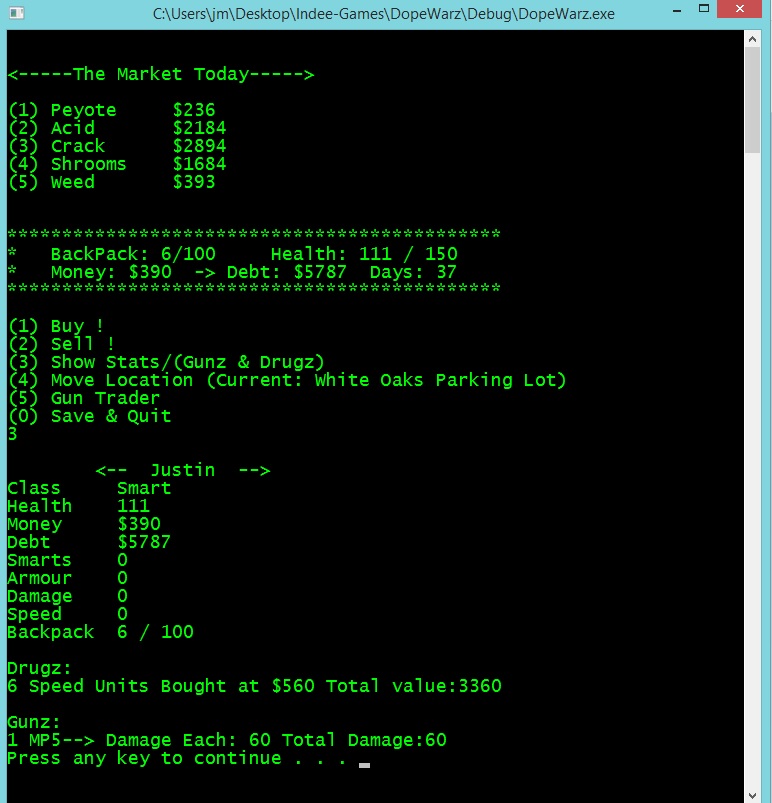 C:\Users\jm\Desktop\Indee-Games\DopeWarz\Debug\DopeWarz.exe
<-----The Market Today----->
(1) Peyote $236
(2) Acid $2184
(3) Crack $2894
(4) Shrooms $1684
(5) Weed $393
*********************************************
* BackPack: 6/100 Health: 111 / 150
* Money: $390 -> Debt: $5787 Days: 37
*********************************************
(1) Buy !
(2) Sell !
(3) Show Stats/(Gunz & Drugz)
(4) Move Location (Current: White Oaks Parking Lot)
(5) Gun Trader
(0) Save & Quit
3
<-- Justin -->
Class Smart
Health 111
Money $390
Debt $5787
Smarts 0
Armour 0
Damage 0
Speed 0
Backpack 6 / 100
Drugz:
6 Speed Units Bought at $560 Total value:3360
Gunz:
1 MP5--> Damage Each: 60 Total Damage:60
Press any key to continue . . . _